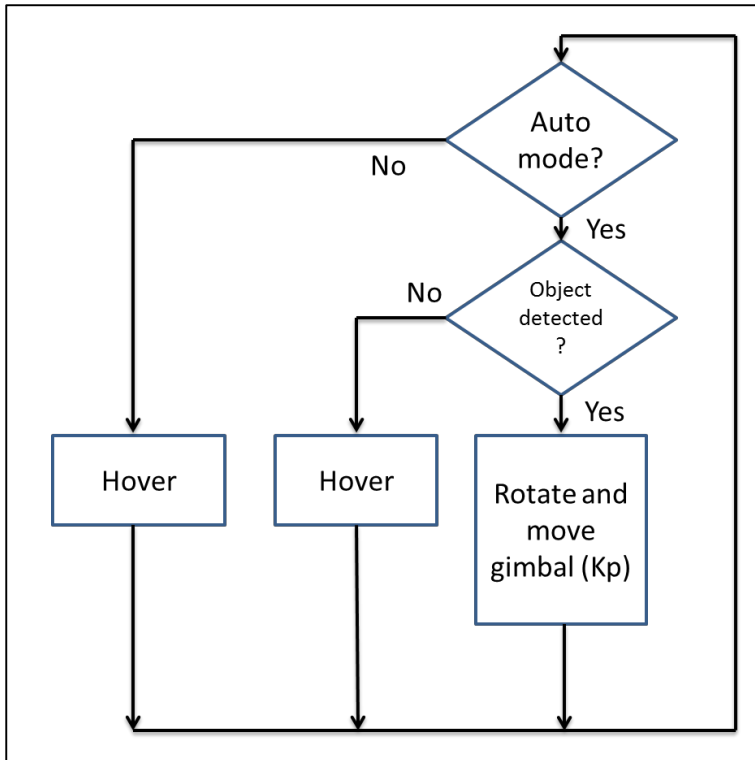 Auto
mode?
No
Yes
No
Object
detected
?
Yes
Hover
Hover
Rotate and
move
gimbal (Kp)